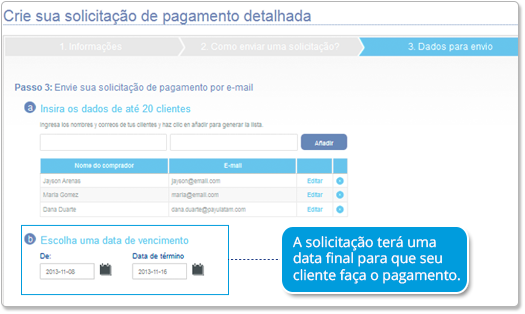 Crie sua solicitação de pagamento detalhada
1. Informações
2. Como enviar uma solicitação?
3. Dados para envio
Passo 3: Envie sua solicitação de pagamento por e-mail
a Insira os dados de até 20 clientes
Ingresa los nombres y correos de tus clientes y haz clic en añadir para generar la lista.
Añadir
Nome do comprador E-mail
Jayson Arenas jayson@email.com Editar
Maria Gomez maria@email.com Editar
Dana Duarte dana.duarte@payulatam.com Editar
b Escolha uma data de vencimento
De: Data de término
2013-11-08 2013-11-16
A solicitação terá uma
data final para que seu
cliente faça o pagamento.